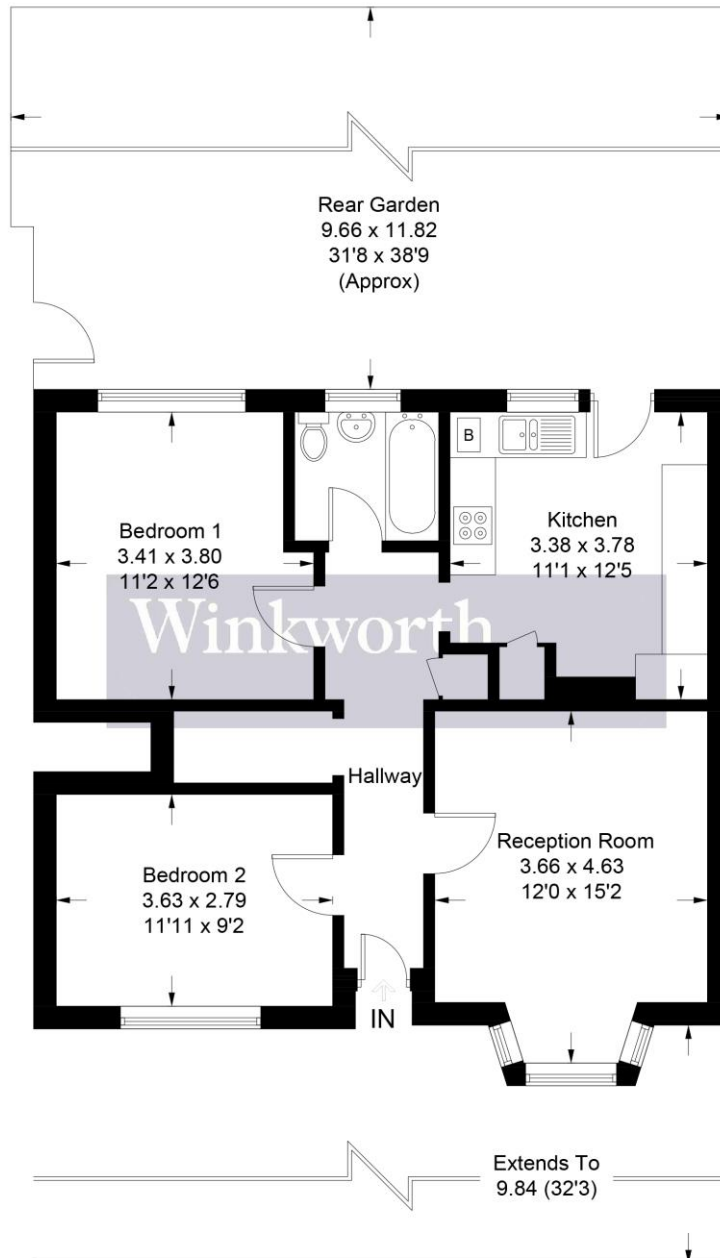 Rear Garden
9.66 x 11.82
31'8 x 38'9
(Approx)
B
Bedroom 1
3.41 x 3.80
11'2 x 12'6
Kitchen
3.38 x 3.78
11'1 x 12'5
Winkworth
Hallway
Reception Room
3.66 x 4.63
12'0 x 15'2
Bedroom 2
3.63 x 2.79
11'11 x 9'2
IN
Extends To
9.84 (32'3)